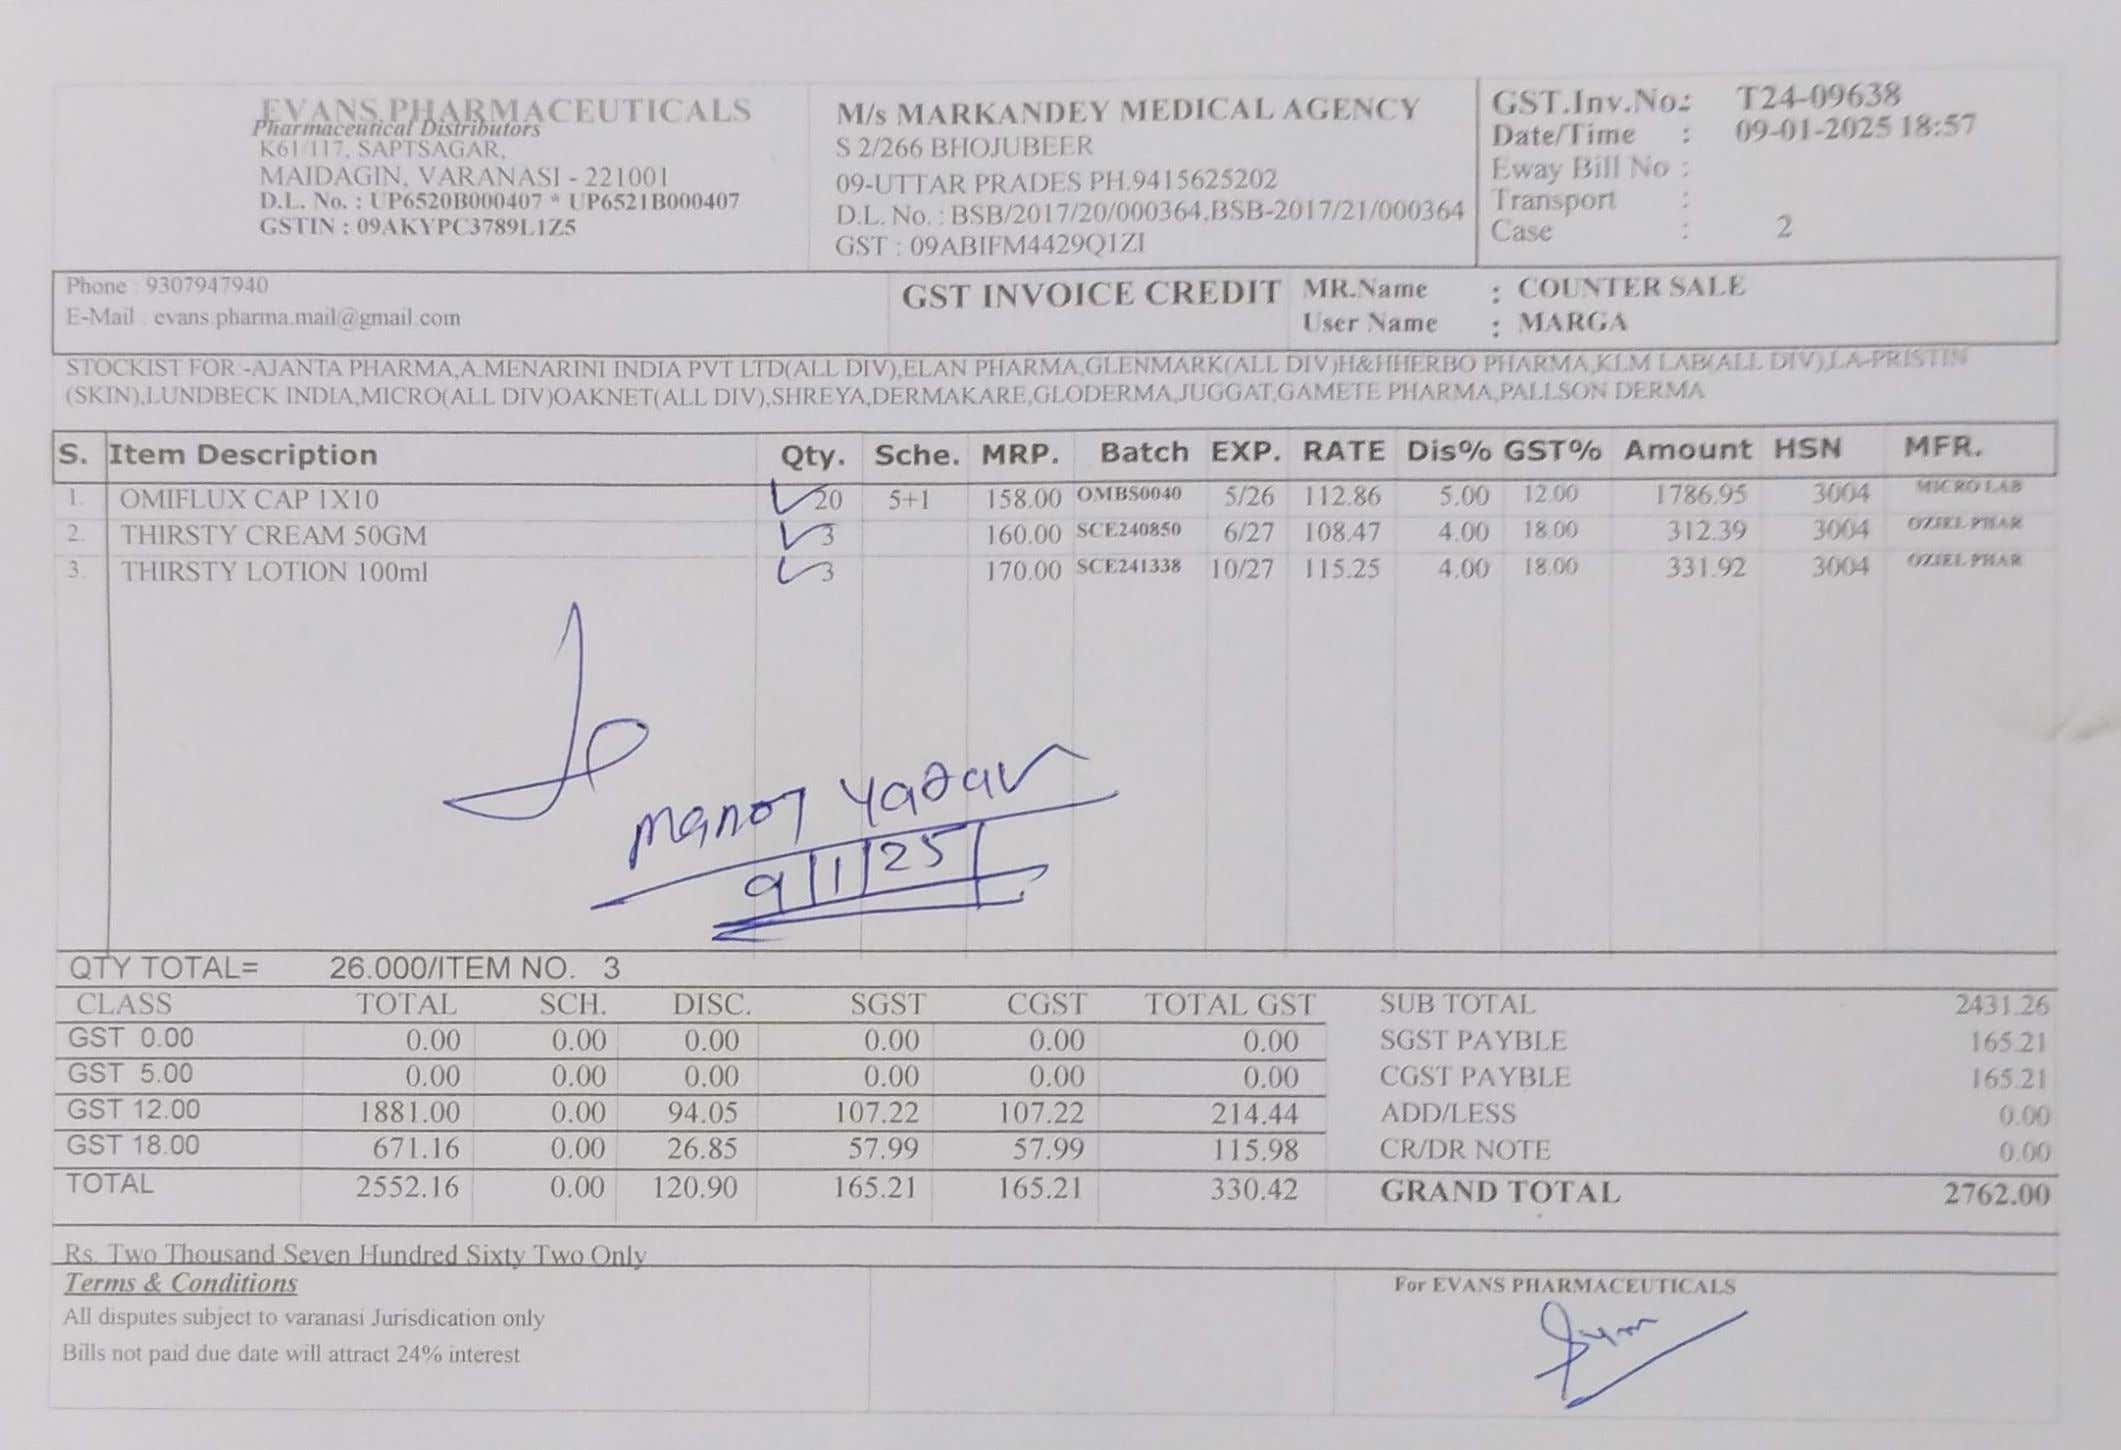 EVANS PHARMACEUTICALS
Pharmaceutical Distributors
K61/117, SAPTSAGAR,
MAIDAGIN, VARANASI - 221001
D.L. No. : UP6520B000407 * UP6521B000407
GSTIN : 09AKYPC3789L1Z5
M/s MARKANDEY MEDICAL AGENCY
S 2/266 BHOJUBEER
09-UTTAR PRADES PH.9415625202
D.L. No. : BSB/2017/20/000364,BSB-2017/21/000364
GST : 09ABIFM4429Q1ZI
GST.Inv.No.: T24-09638
Date/Time : 09-01-2025 18:57
Eway Bill No :
Transport :
Case : 2
Phone : 9307947940
E-Mail : evans.pharma.mail@gmail.com
GST INVOICE CREDIT
MR.Name : COUNTER SALE
User Name : MARGA
STOCKIST FOR:-AJANTA PHARMA,A.MENARINI INDIA PVT LTD(ALL DIV),ELAN PHARMA,GLENMARK(ALL DIV)H&HHERBO PHARMA,KLM LAB(ALL DIV),LA-PRISTIN
(SKIN),LUNDBECK INDIA,MICRO(ALL DIV)OAKNET(ALL DIV),SHREYA,DERMAKARE,GLODERMA,JUGGAT,GAMETE PHARMA,PALLSON DERMA
S. Item Description Qty. Sche. MRP. Batch EXP. RATE Dis% GST% Amount HSN MFR.
1. OMIFLUX CAP 1X10 20 5+1 158.00 OMBS0040 5/26 112.86 5.00 12.00 1786.95 3004 MICRO LAB
2. THIRSTY CREAM 50GM 3 160.00 SCE240850 6/27 108.47 4.00 18.00 312.39 3004 OZIEL PHAR
3. THIRSTY LOTION 100ml 3 170.00 SCE241338 10/27 115.25 4.00 18.00 331.92 3004 OZIEL PHAR
Manoj Yadav
9/1/25
QTY TOTAL= 26.000/ITEM NO. 3
CLASS TOTAL SCH. DISC. SGST CGST TOTAL GST SUB TOTAL 2431.26
GST 0.00 0.00 0.00 0.00 0.00 0.00 0.00 SGST PAYBLE 165.21
GST 5.00 0.00 0.00 0.00 0.00 0.00 0.00 CGST PAYBLE 165.21
GST 12.00 1881.00 0.00 94.05 107.22 107.22 214.44 ADD/LESS 0.00
GST 18.00 671.16 0.00 26.85 57.99 57.99 115.98 CR/DR NOTE 0.00
TOTAL 2552.16 0.00 120.90 165.21 165.21 330.42 GRAND TOTAL 2762.00
Rs. Two Thousand Seven Hundred Sixty Two Only
Terms & Conditions
All disputes subject to varanasi Jurisdication only
Bills not paid due date will attract 24% interest
For EVANS PHARMACEUTICALS